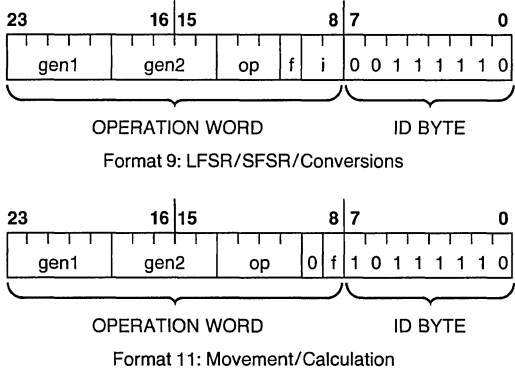 23 16 15 8 7 0
gen1 gen2 op f i 0 0 1 1 1 1 1 0
OPERATION WORD ID BYTE
Format 9: LFSR/SFSR/Conversions
23 16 15 8 7 0
gen1 gen2 op 0 f 1 0 1 1 1 1 1 0
OPERATION WORD ID BYTE
Format 11: Movement/Calculation